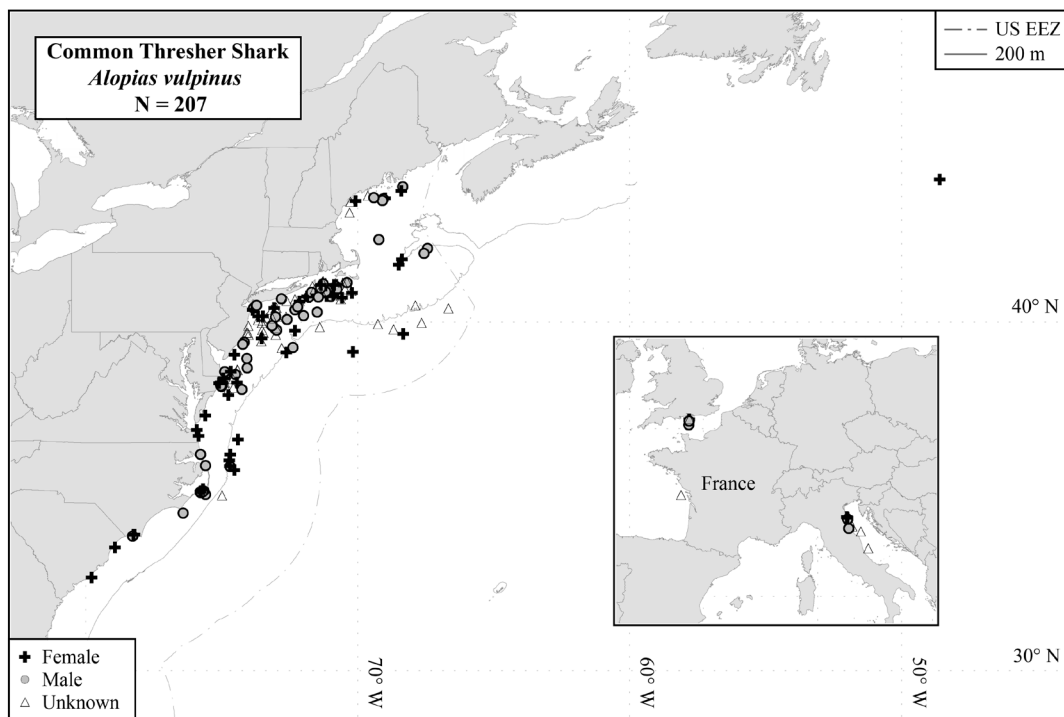 Common Thresher Shark
Alopias vulpinus
N = 207
US EEZ
200 m
40° N
France
30° N
70° W
60° W
50° W
Female
Male
Unknown